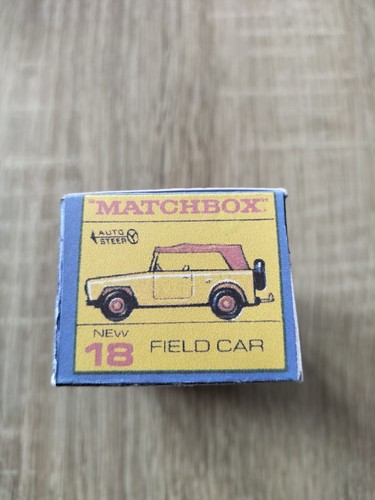 "MATCHBOX"
AUTO
STEER
NEW
18 FIELD CAR